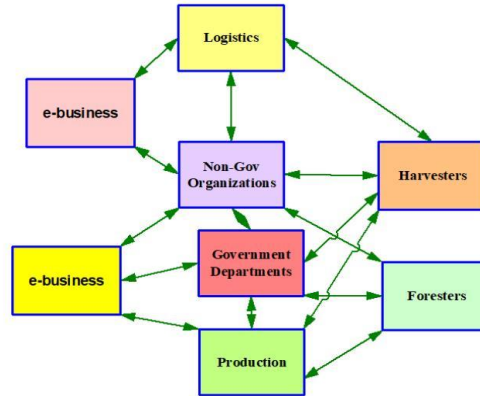 Logistics
e-business
Non-Gov
Organizations
Harvesters
e-business
Government
Departments
Foresters
Production